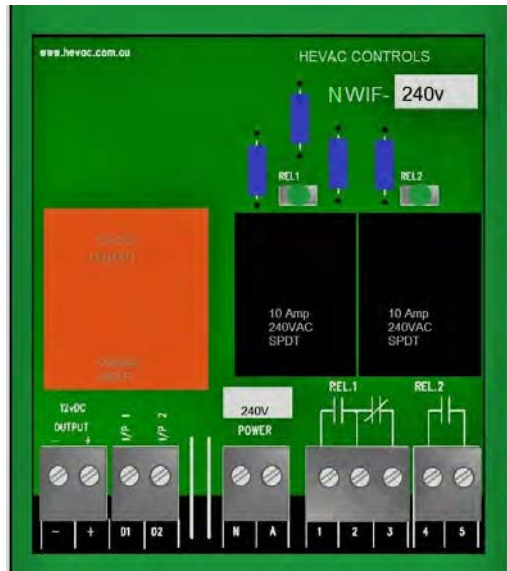 www.hevac.com.au
HEVAC CONTROLS
NWIF- 240v
REL1
REL2
10 Amp
240VAC
SPDT
10 Amp
240VAC
SPDT
REL.1
REL.2
12vDC
OUTPUT
- +
I/P 1
I/P 2
240V
POWER
- + D1 D2 N A 1 2 3 4 5